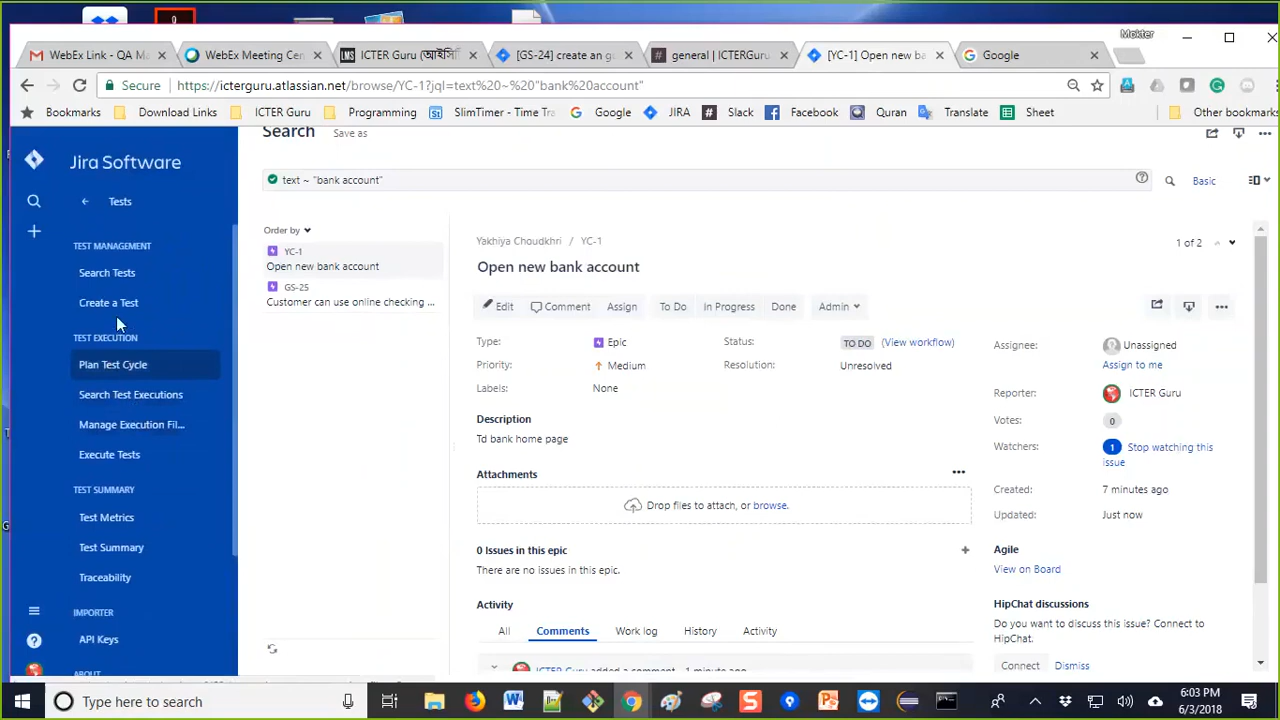 Mokter
WebEx Link - QA M
WebEx Meeting Cen
ICTER Guru (আইসিটি
[GS-24] create an g
general | ICTERGuru
[YC-1] Open new ba
Google
Secure https://icterguru.atlassian.net/browse/YC-1?jql=text%20~%20"bank%20account"
Bookmarks Download Links ICTER Guru Programming SlimTimer - Time Tra Google JIRA Slack Facebook Quran Translate Sheet Other bookmarks
Jira Software
Tests
TEST MANAGEMENT
Search Tests
Create a Test
TEST EXECUTION
Plan Test Cycle
Search Test Executions
Manage Execution Fil...
Execute Tests
TEST SUMMARY
Test Metrics
Test Summary
Traceability
IMPORTER
API Keys
ABOUT
Search Save as
text ~ "bank account"
Basic
Order by
YC-1
Open new bank account
GS-25
Customer can use online checking ...
Yakhiya Choudkhri / YC-1
1 of 2
Open new bank account
Edit Comment Assign To Do In Progress Done Admin
Type: Epic
Priority: Medium
Labels: None
Status: TO DO (View workflow)
Resolution: Unresolved
Description
Td bank home page
Attachments
Drop files to attach, or browse.
0 Issues in this epic
There are no issues in this epic.
Activity
All Comments Work log History Activity
ICTER Guru added a comment - 1 minute ago
Assignee: Unassigned
Assign to me
Reporter: ICTER Guru
Votes: 0
Watchers: 1 Stop watching this
issue
Created: 7 minutes ago
Updated: Just now
Agile
View on Board
HipChat discussions
Do you want to discuss this issue? Connect to
HipChat.
Connect Dismiss
Type here to search
6:03 PM
6/3/2018